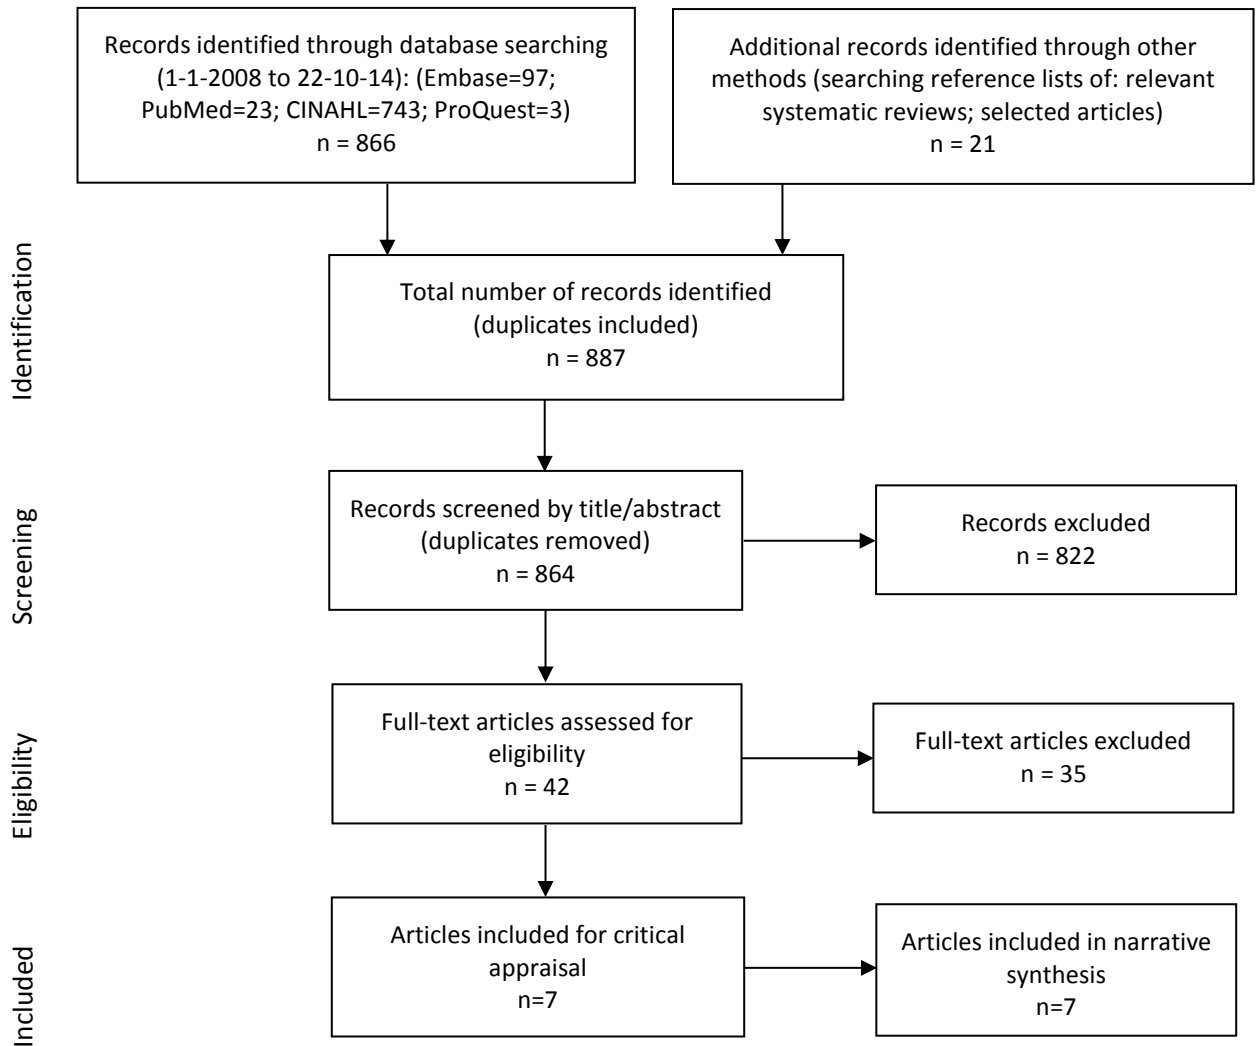 Records identified through database searching
(1-1-2008 to 22-10-14): (Embase=97;
PubMed=23; CINAHL=743; ProQuest=3)
n = 866
Additional records identified through other
methods (searching reference lists of: relevant
systematic reviews; selected articles)
n = 21
Identification
Total number of records identified
(duplicates included)
n = 887
Screening
Records screened by title/abstract
(duplicates removed)
n = 864
Records excluded
n = 822
Eligibility
Full-text articles assessed for
eligibility
n = 42
Full-text articles excluded
n = 35
Included
Articles included for critical
appraisal
n=7
Articles included in narrative
synthesis
n=7